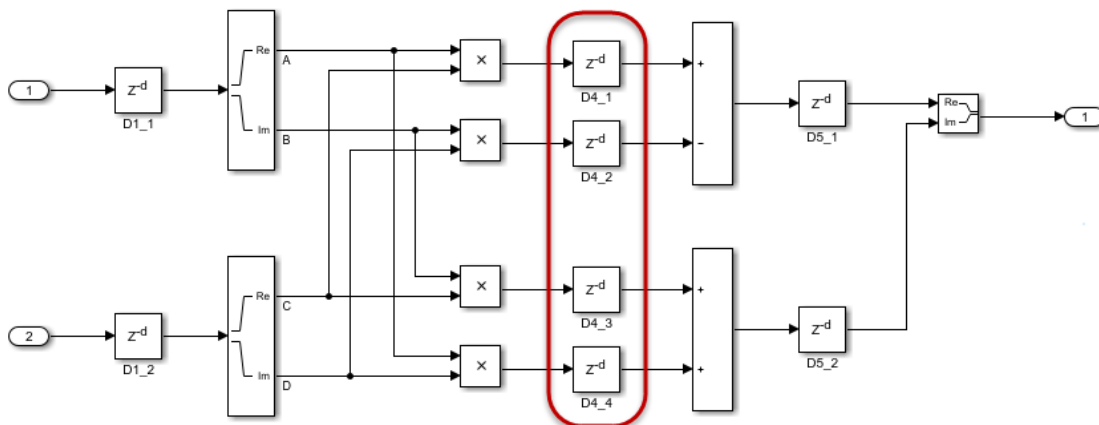 Re
A
×
Z-d
D4_1
+
1
Z-d
D1_1
Z-d
D5_1
Re
Im
1
Im
B
×
Z-d
D4_2
−
Re
C
×
Z-d
D4_3
+
2
Z-d
D1_2
Z-d
D5_2
Im
D
×
Z-d
D4_4
+